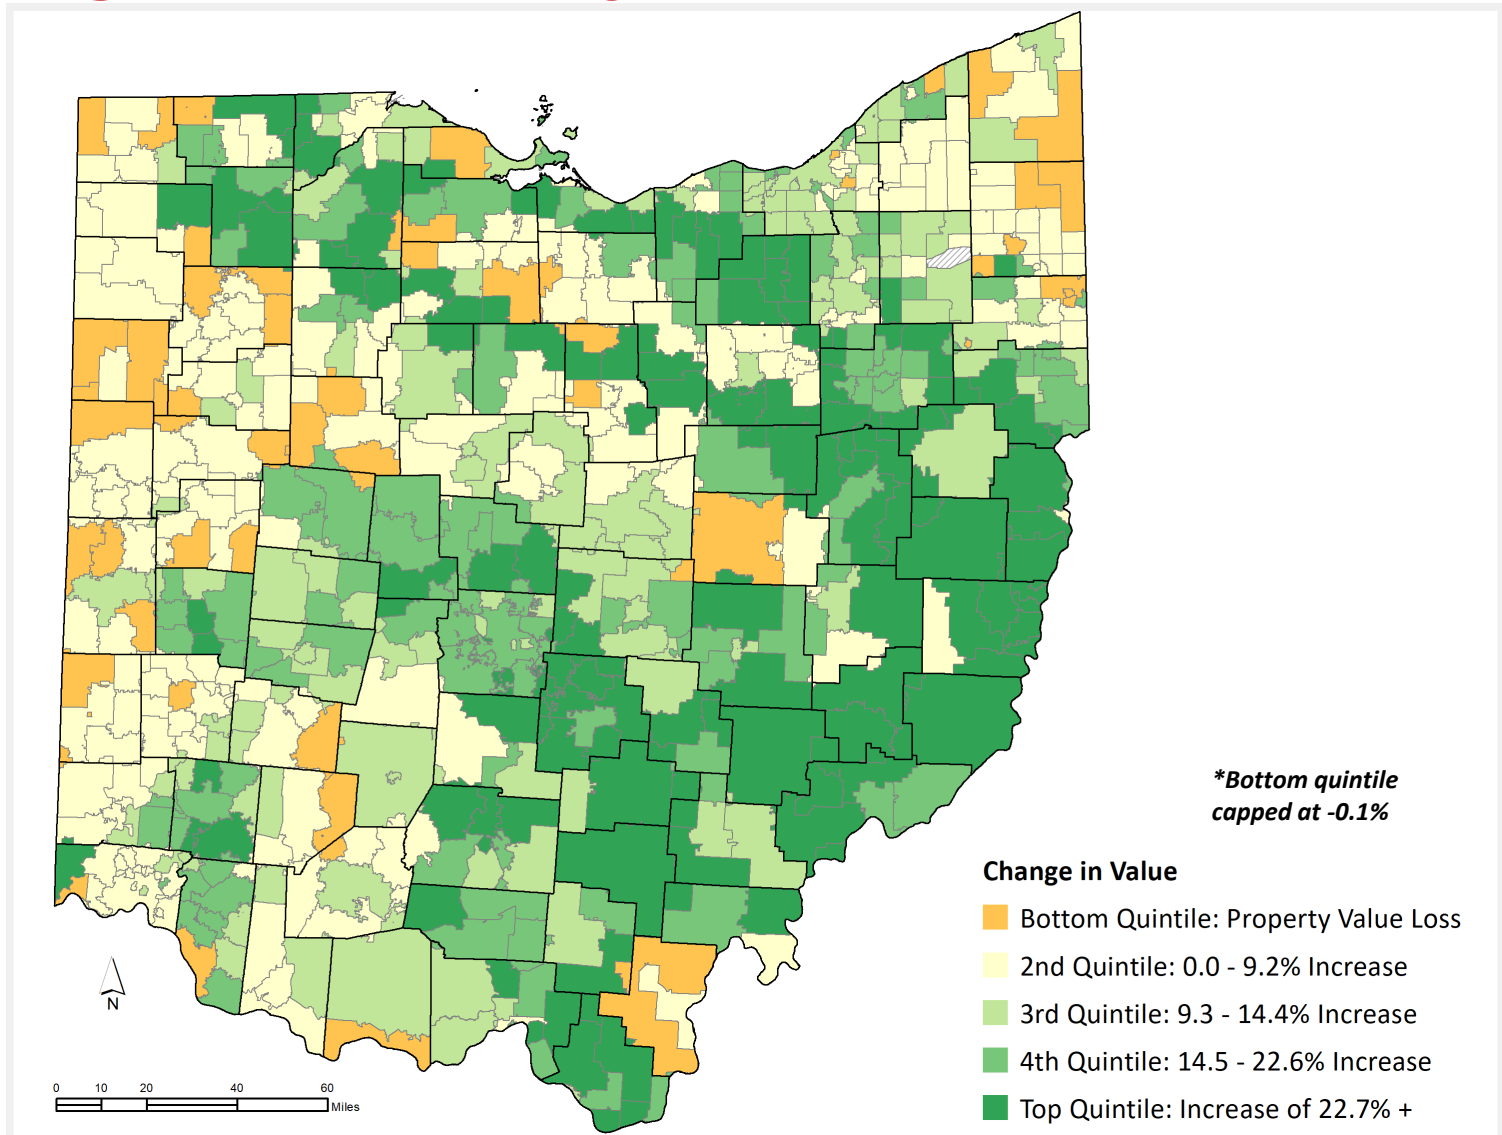 *Bottom quintile
capped at -0.1%
Change in Value
Bottom Quintile: Property Value Loss
2nd Quintile: 0.0 - 9.2% Increase
3rd Quintile: 9.3 - 14.4% Increase
4th Quintile: 14.5 - 22.6% Increase
Top Quintile: Increase of 22.7% +
N
0 10 20 40 60
Miles